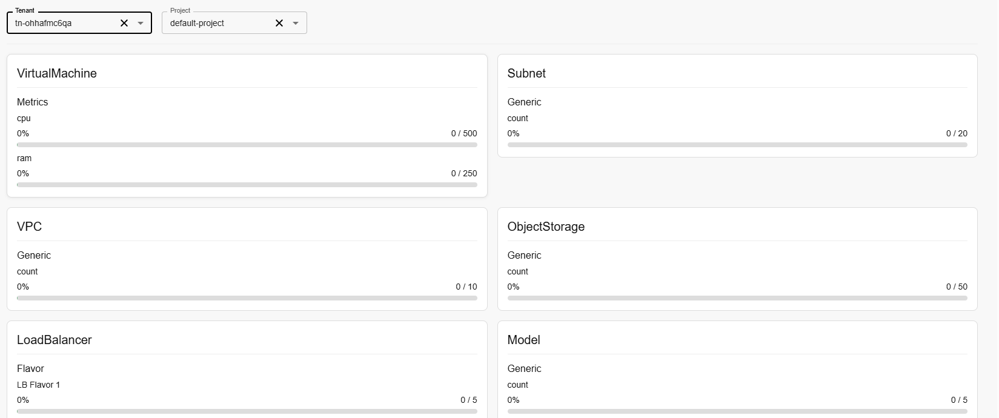 Tenant
tn-ohhafmc6qa
Project
default-project
VirtualMachine
Metrics
cpu
0% 0 / 500
ram
0% 0 / 250
Subnet
Generic
count
0% 0 / 20
VPC
Generic
count
0% 0 / 10
ObjectStorage
Generic
count
0% 0 / 50
LoadBalancer
Flavor
LB Flavor 1
0% 0 / 5
Model
Generic
count
0% 0 / 5